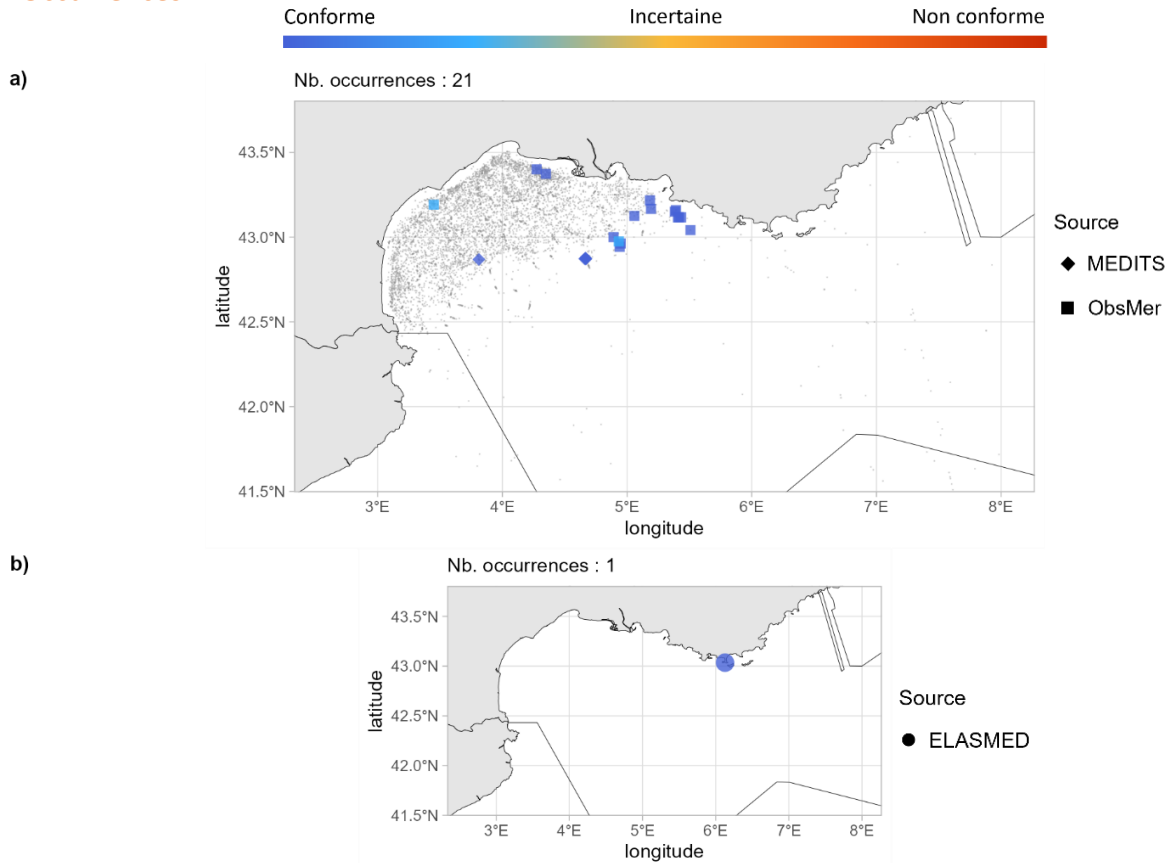 Conforme Incertaine Non conforme
a)
Nb. occurrences : 21
43.5°N
43.0°N
42.5°N
42.0°N
41.5°N
latitude
3°E 4°E 5°E 6°E 7°E 8°E
longitude
Source
MEDITS
ObsMer
b)
Nb. occurrences : 1
43.5°N
43.0°N
42.5°N
42.0°N
41.5°N
latitude
3°E 4°E 5°E 6°E 7°E 8°E
longitude
Source
ELASMED